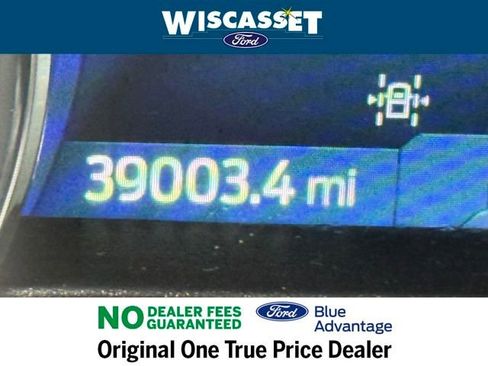 WISCASSET
Ford
39003.4 mi
NO DEALER FEES GUARANTEED
Ford
Blue Advantage
Original One True Price Dealer